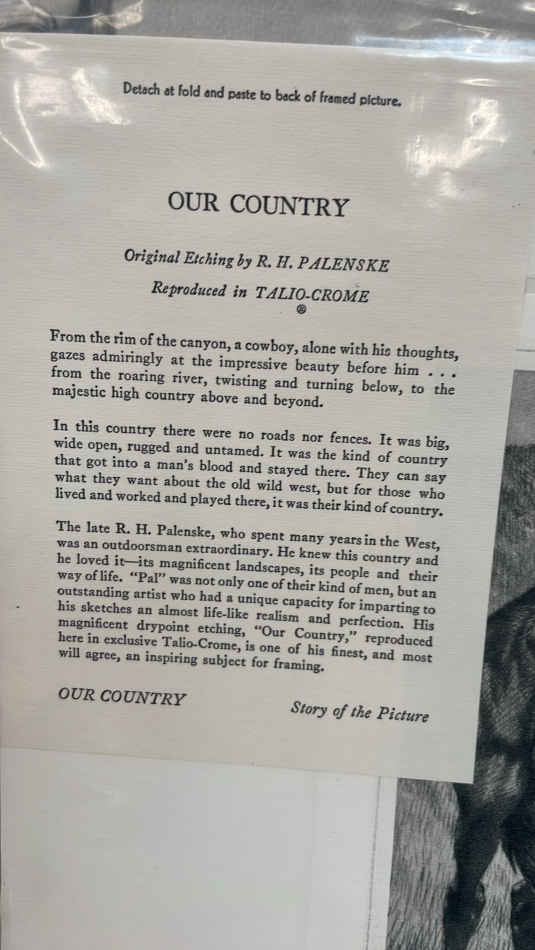 Detach at fold and paste to back of framed picture.
OUR COUNTRY
Original Etching by R. H. PALENSKE
Reproduced in TALIO-CROME
®
From the rim of the canyon, a cowboy, alone with his thoughts,
gazes admiringly at the impressive beauty before him . . .
from the roaring river, twisting and turning below, to the
majestic high country above and beyond.
In this country there were no roads nor fences. It was big,
wide open, rugged and untamed. It was the kind of country
that got into a man's blood and stayed there. They can say
what they want about the old wild west, but for those who
lived and worked and played there, it was their kind of country.
The late R. H. Palenske, who spent many years in the West,
was an outdoorsman extraordinary. He knew this country and
he loved it—its magnificent landscapes, its people and their
way of life. "Pal" was not only one of their kind of men, but an
outstanding artist who had a unique capacity for imparting to
his sketches an almost life-like realism and perfection. His
magnificent drypoint etching, "Our Country," reproduced
here in exclusive Talio-Crome, is one of his finest, and most
will agree, an inspiring subject for framing.
OUR COUNTRY
Story of the Picture